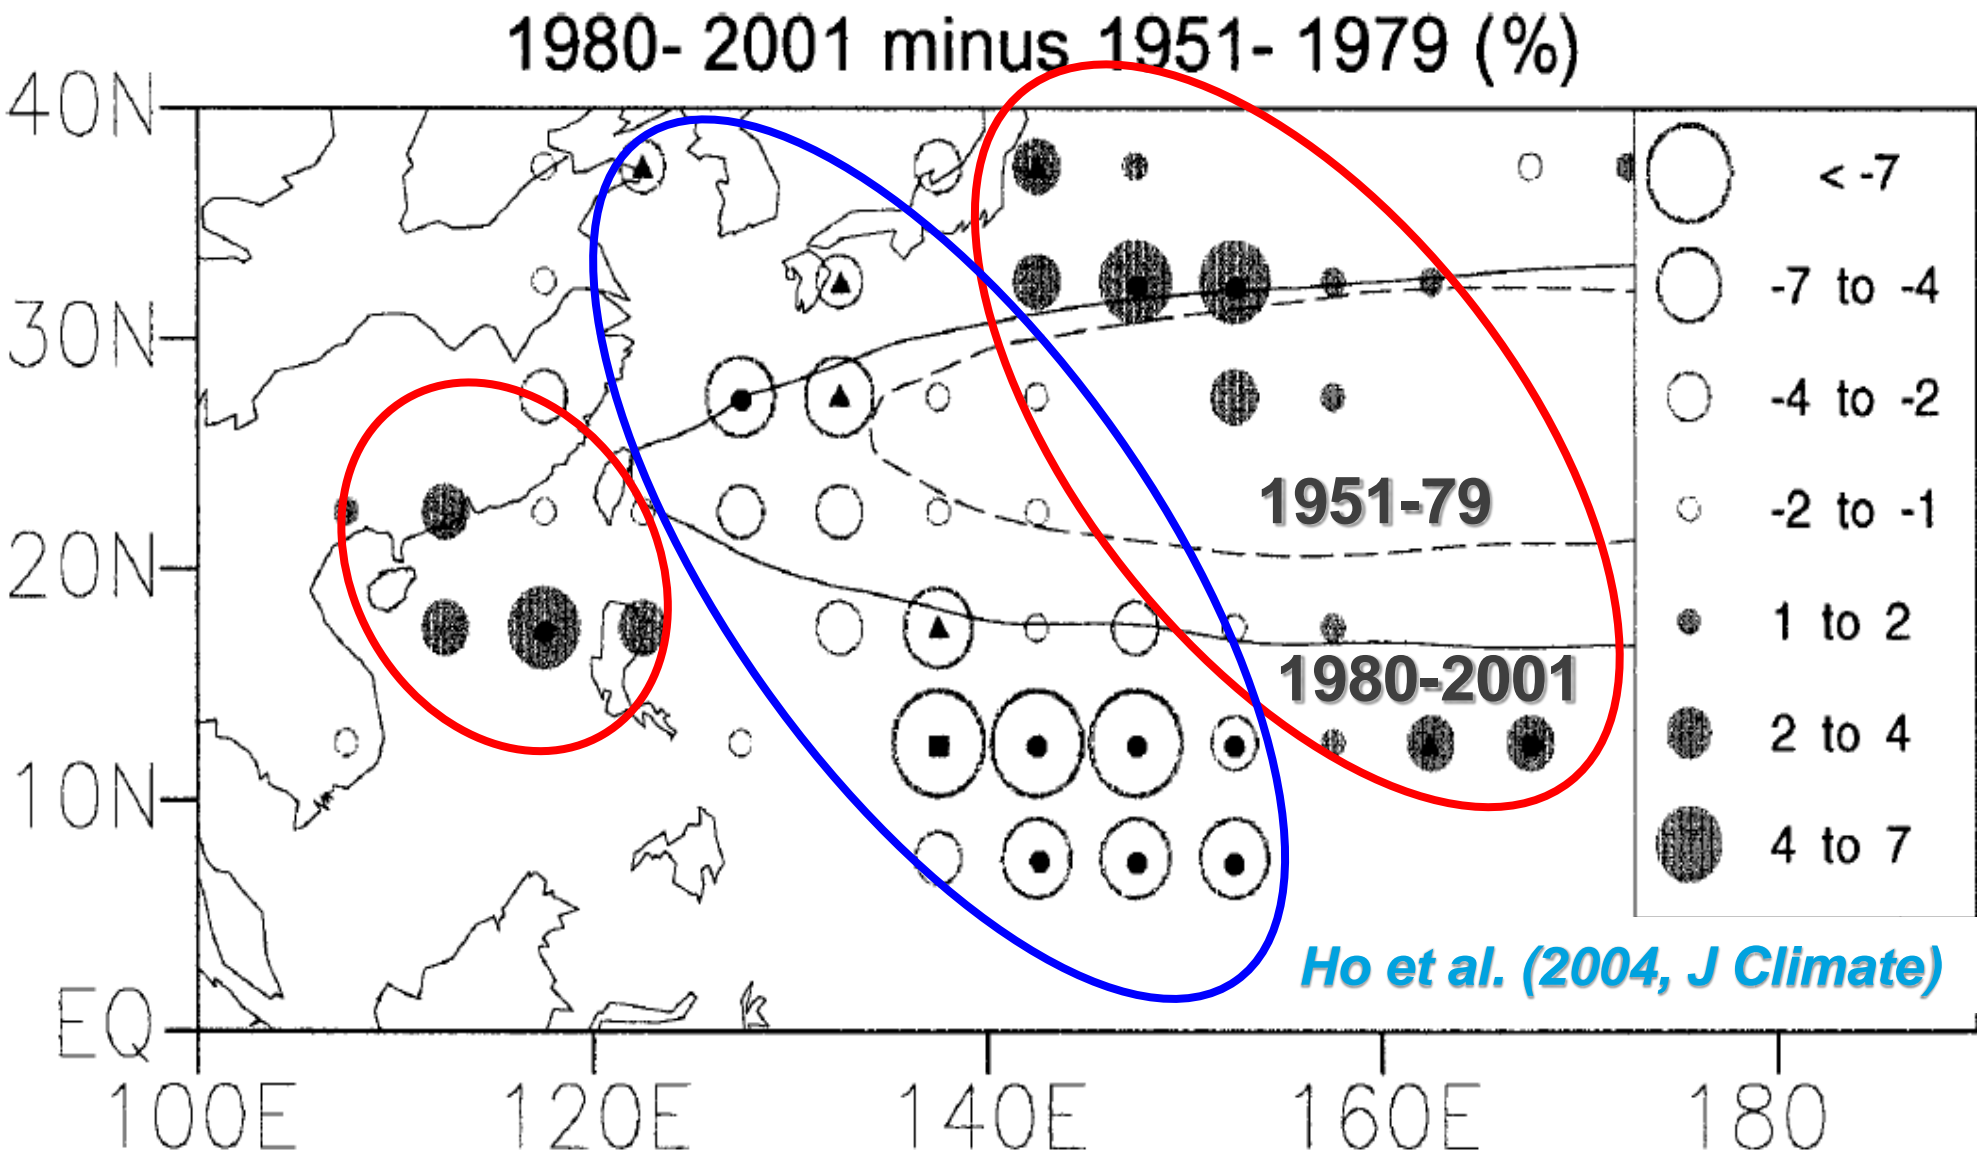 1980- 2001 minus 1951- 1979 (%)
40N
30N
20N
10N
EQ
100E 120E 140E 160E 180
< -7
-7 to -4
-4 to -2
-2 to -1
1 to 2
2 to 4
4 to 7
1951-79
1980-2001
Ho et al. (2004, J Climate)